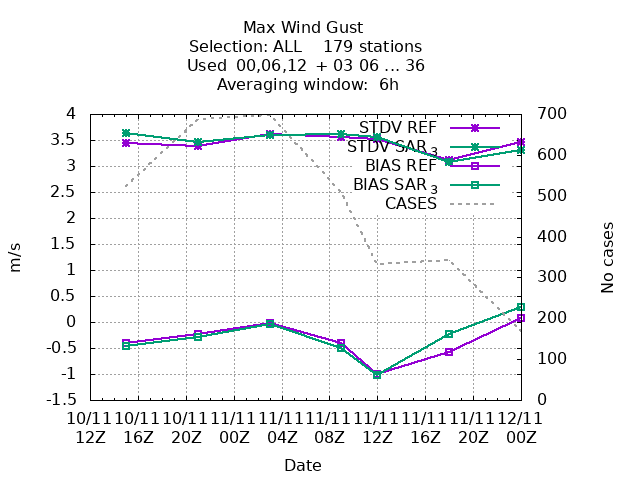 Max Wind Gust
Selection: ALL 179 stations
Used 00,06,12 + 03 06 ... 36
Averaging window: 6h
4
3.5
3
2.5
2
1.5
1
0.5
0
-0.5
-1
-1.5
m/s
700
600
500
400
300
200
100
0
No cases
STDV REF
STDV SAR 3
BIAS REF
BIAS SAR 3
CASES
10/11 10/11 10/11 11/11 11/11 11/11 11/11 11/11 11/11 12/11
12Z 16Z 20Z 00Z 04Z 08Z 12Z 16Z 20Z 00Z
Date